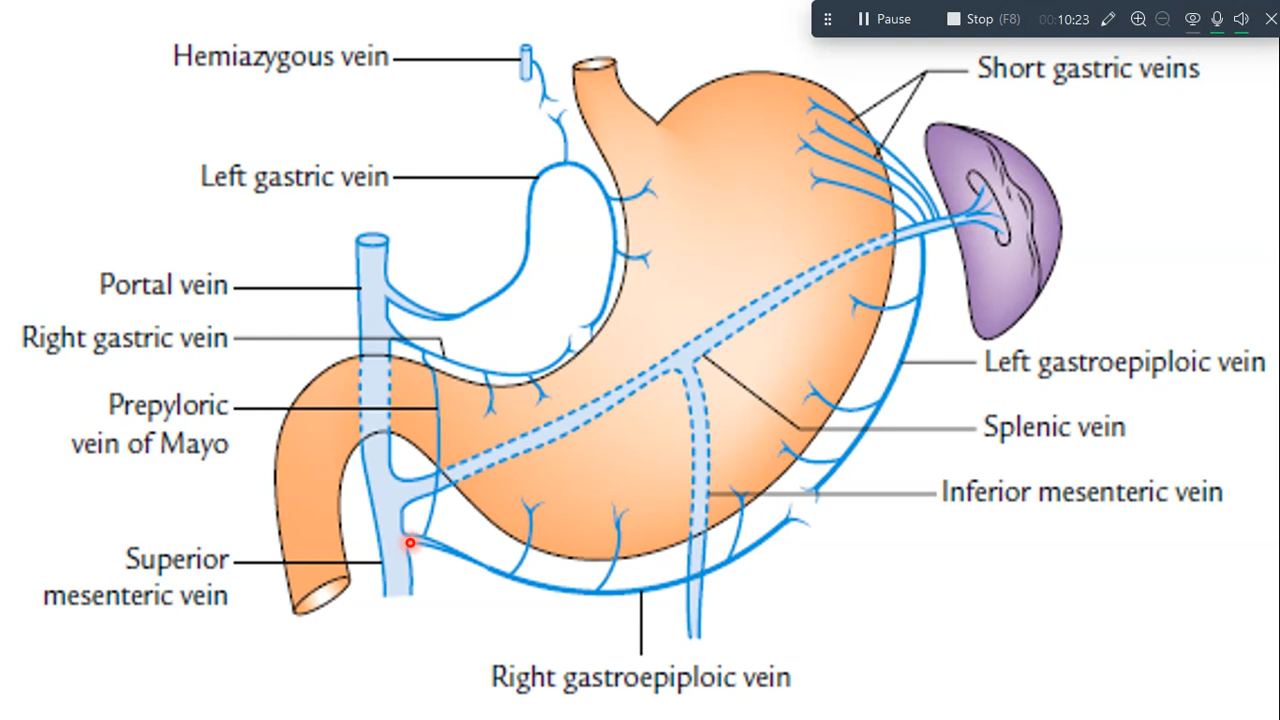 Pause
Stop (F8)
00:10:23
Hemiazygous vein
Short gastric veins
Left gastric vein
Portal vein
Right gastric vein
Left gastroepiploic vein
Prepyloric
vein of Mayo
Splenic vein
Inferior mesenteric vein
Superior
mesenteric vein
Right gastroepiploic vein